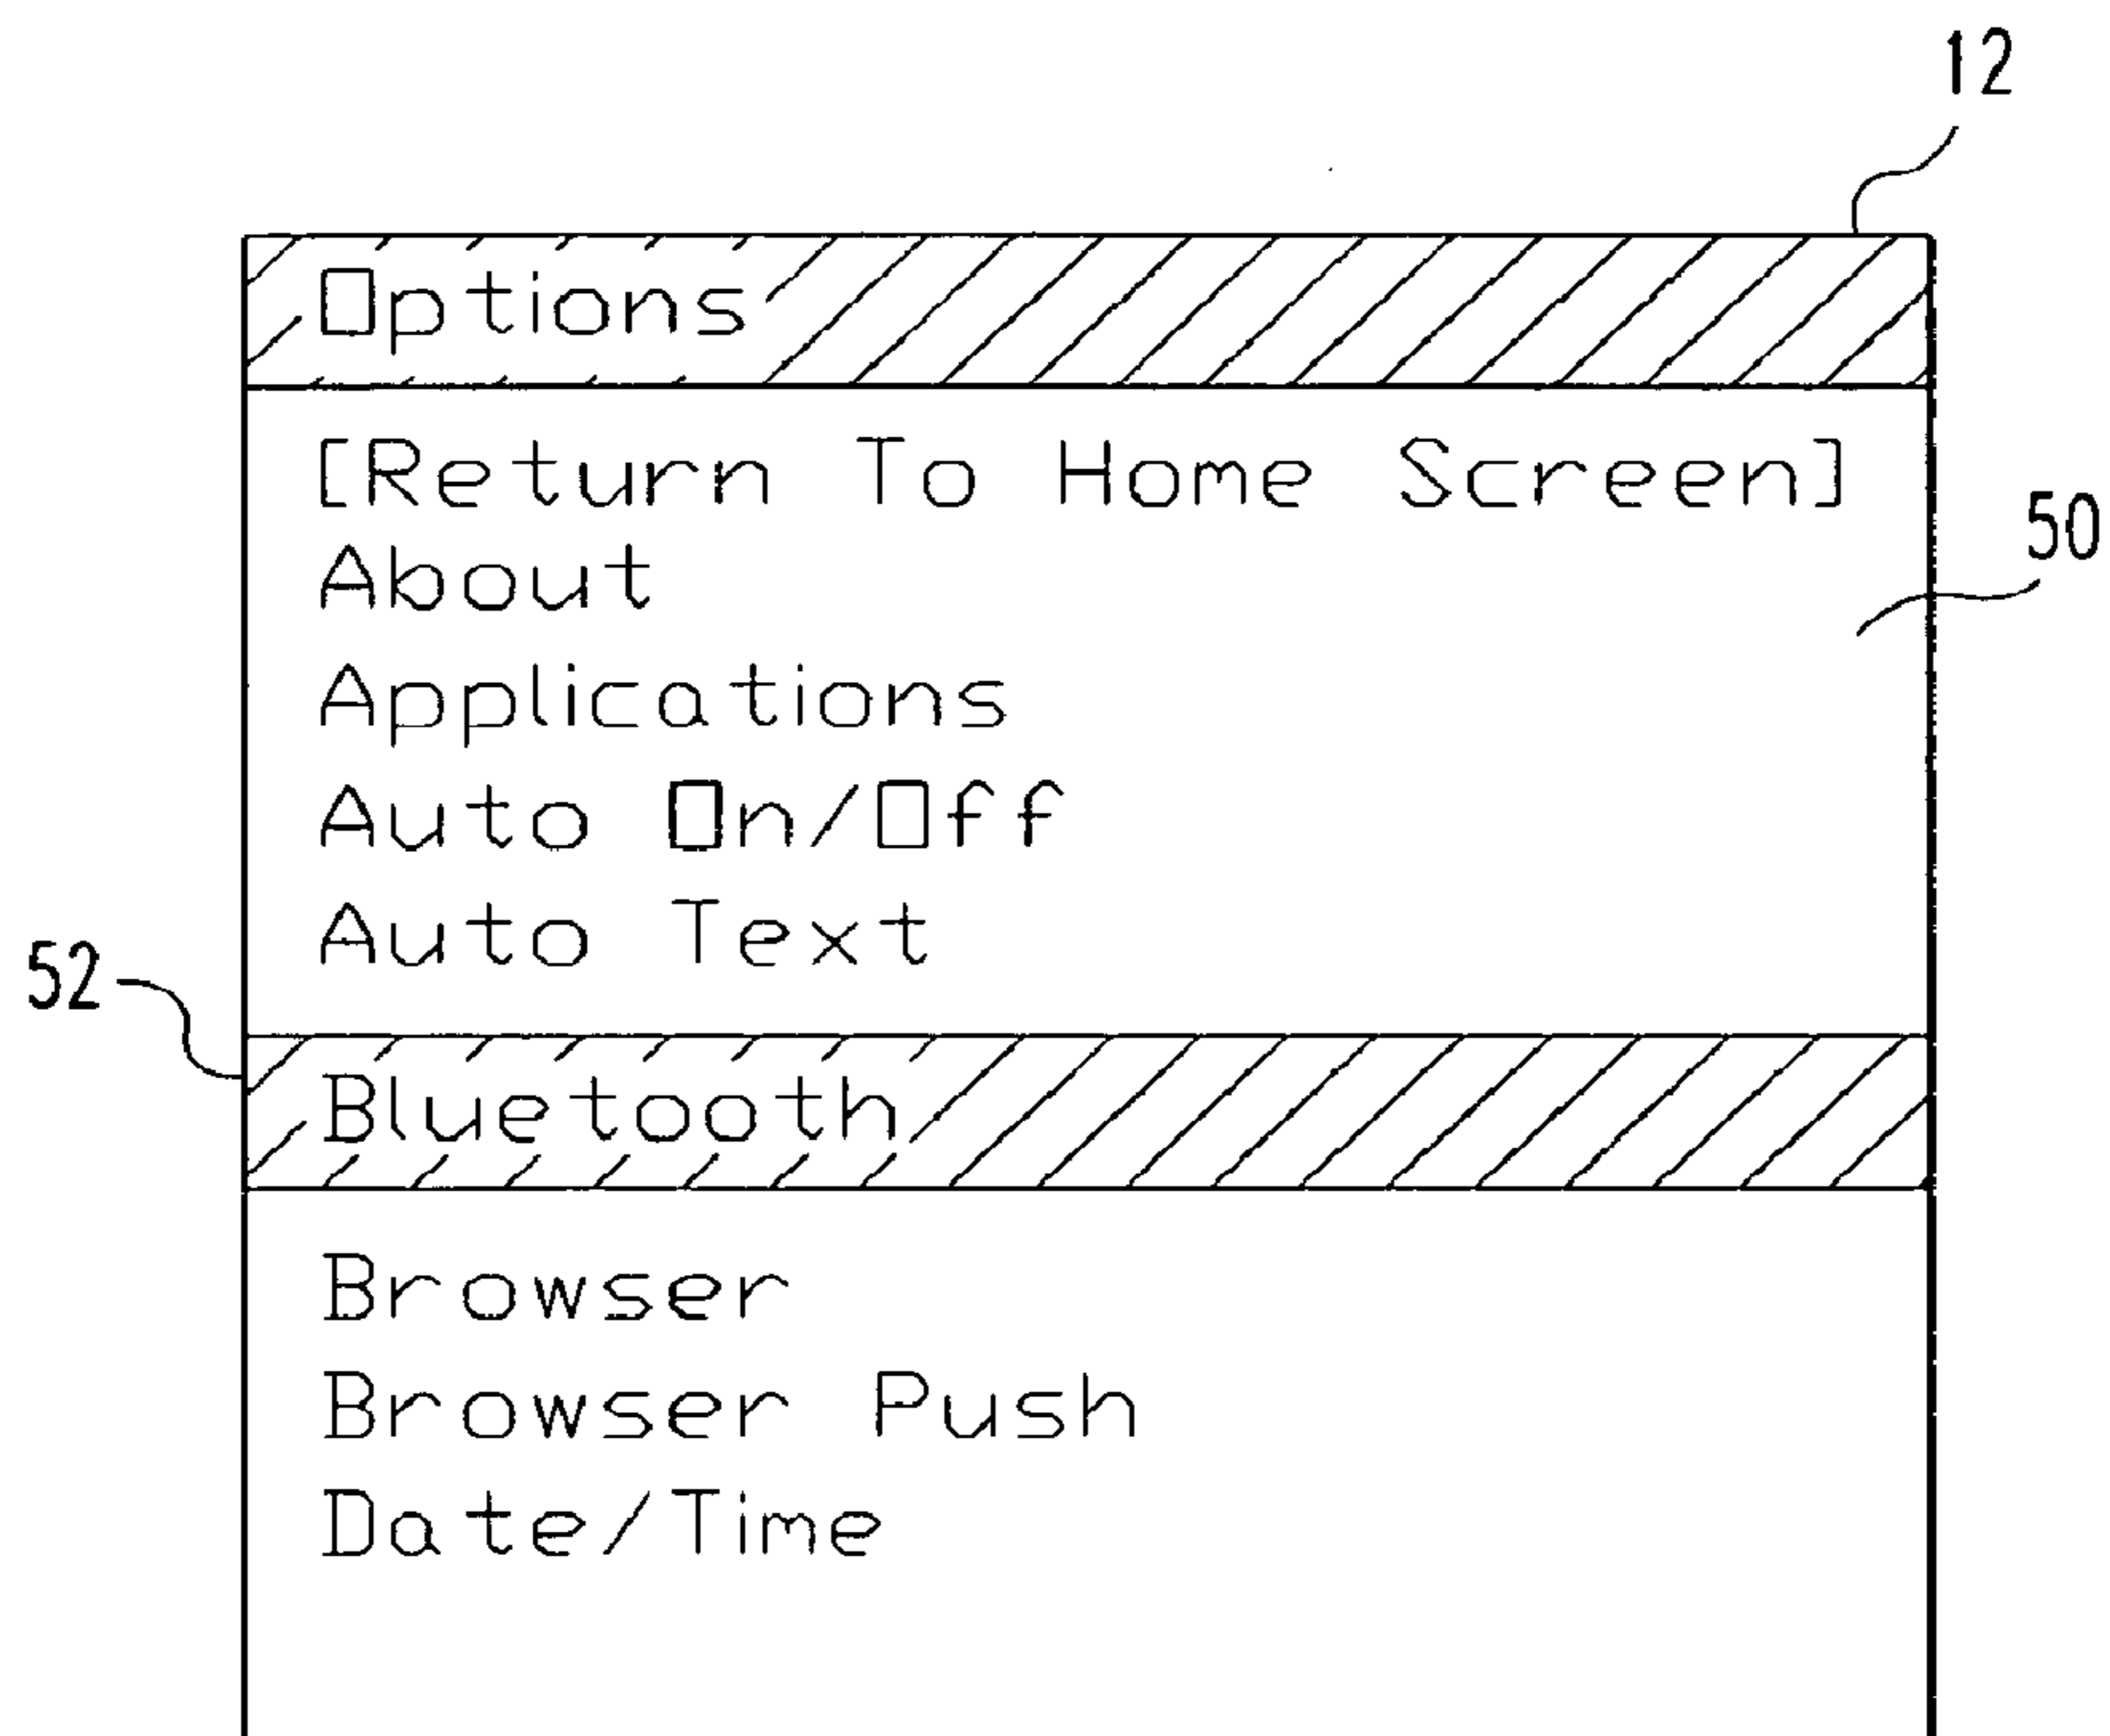 12
Options
[Return To Home Screen]
50
About
Applications
Auto On/Off
Auto Text
52
Bluetooth
Browser
Browser Push
Date/Time